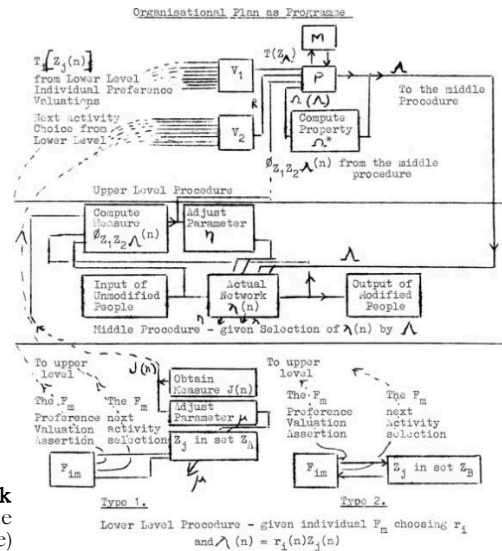 Organisational Plan as Programme
M
T_s[Z_j(n)]
from Lower Level
Individual Preference
Valuations
V_1
T(Z_Λ)
P
Λ
To the middle
Procedure
R
Ω(Λ)
Next activity
Choice from
Lower Level
V_2
Compute
Property
Ω*
Ø_Z_1Z_2 Λ(n) from the middle
procedure
Upper Level Procedure
Compute
Measure
Ø_Z_1Z_2 Λ(n)
Adjust
Parameter
η
Λ
Input of
Unmodified
People
Actual
Network
λ(n)
η
Output of
Modified
People
Middle Procedure - given Selection of λ(n) by Λ
To upper
level
J(n)
Obtain
Measure J(n)
To upper
level
The F_m
Preference
Valuation
Assertion
The F_m
next
activity
selection
Adjust
Parameter μ
Z_j in set Z_A
μ
F_im
The F_m
Preference
Valuation
Assertion
The F_m
next
Activity
selection
F_im
Z_j in set Z_B
Type 1.
Type 2.
Lower Level Procedure - given individual F_m choosing r_i
and λ(n) = r_i(n)Z_j(n)
k
e
e)